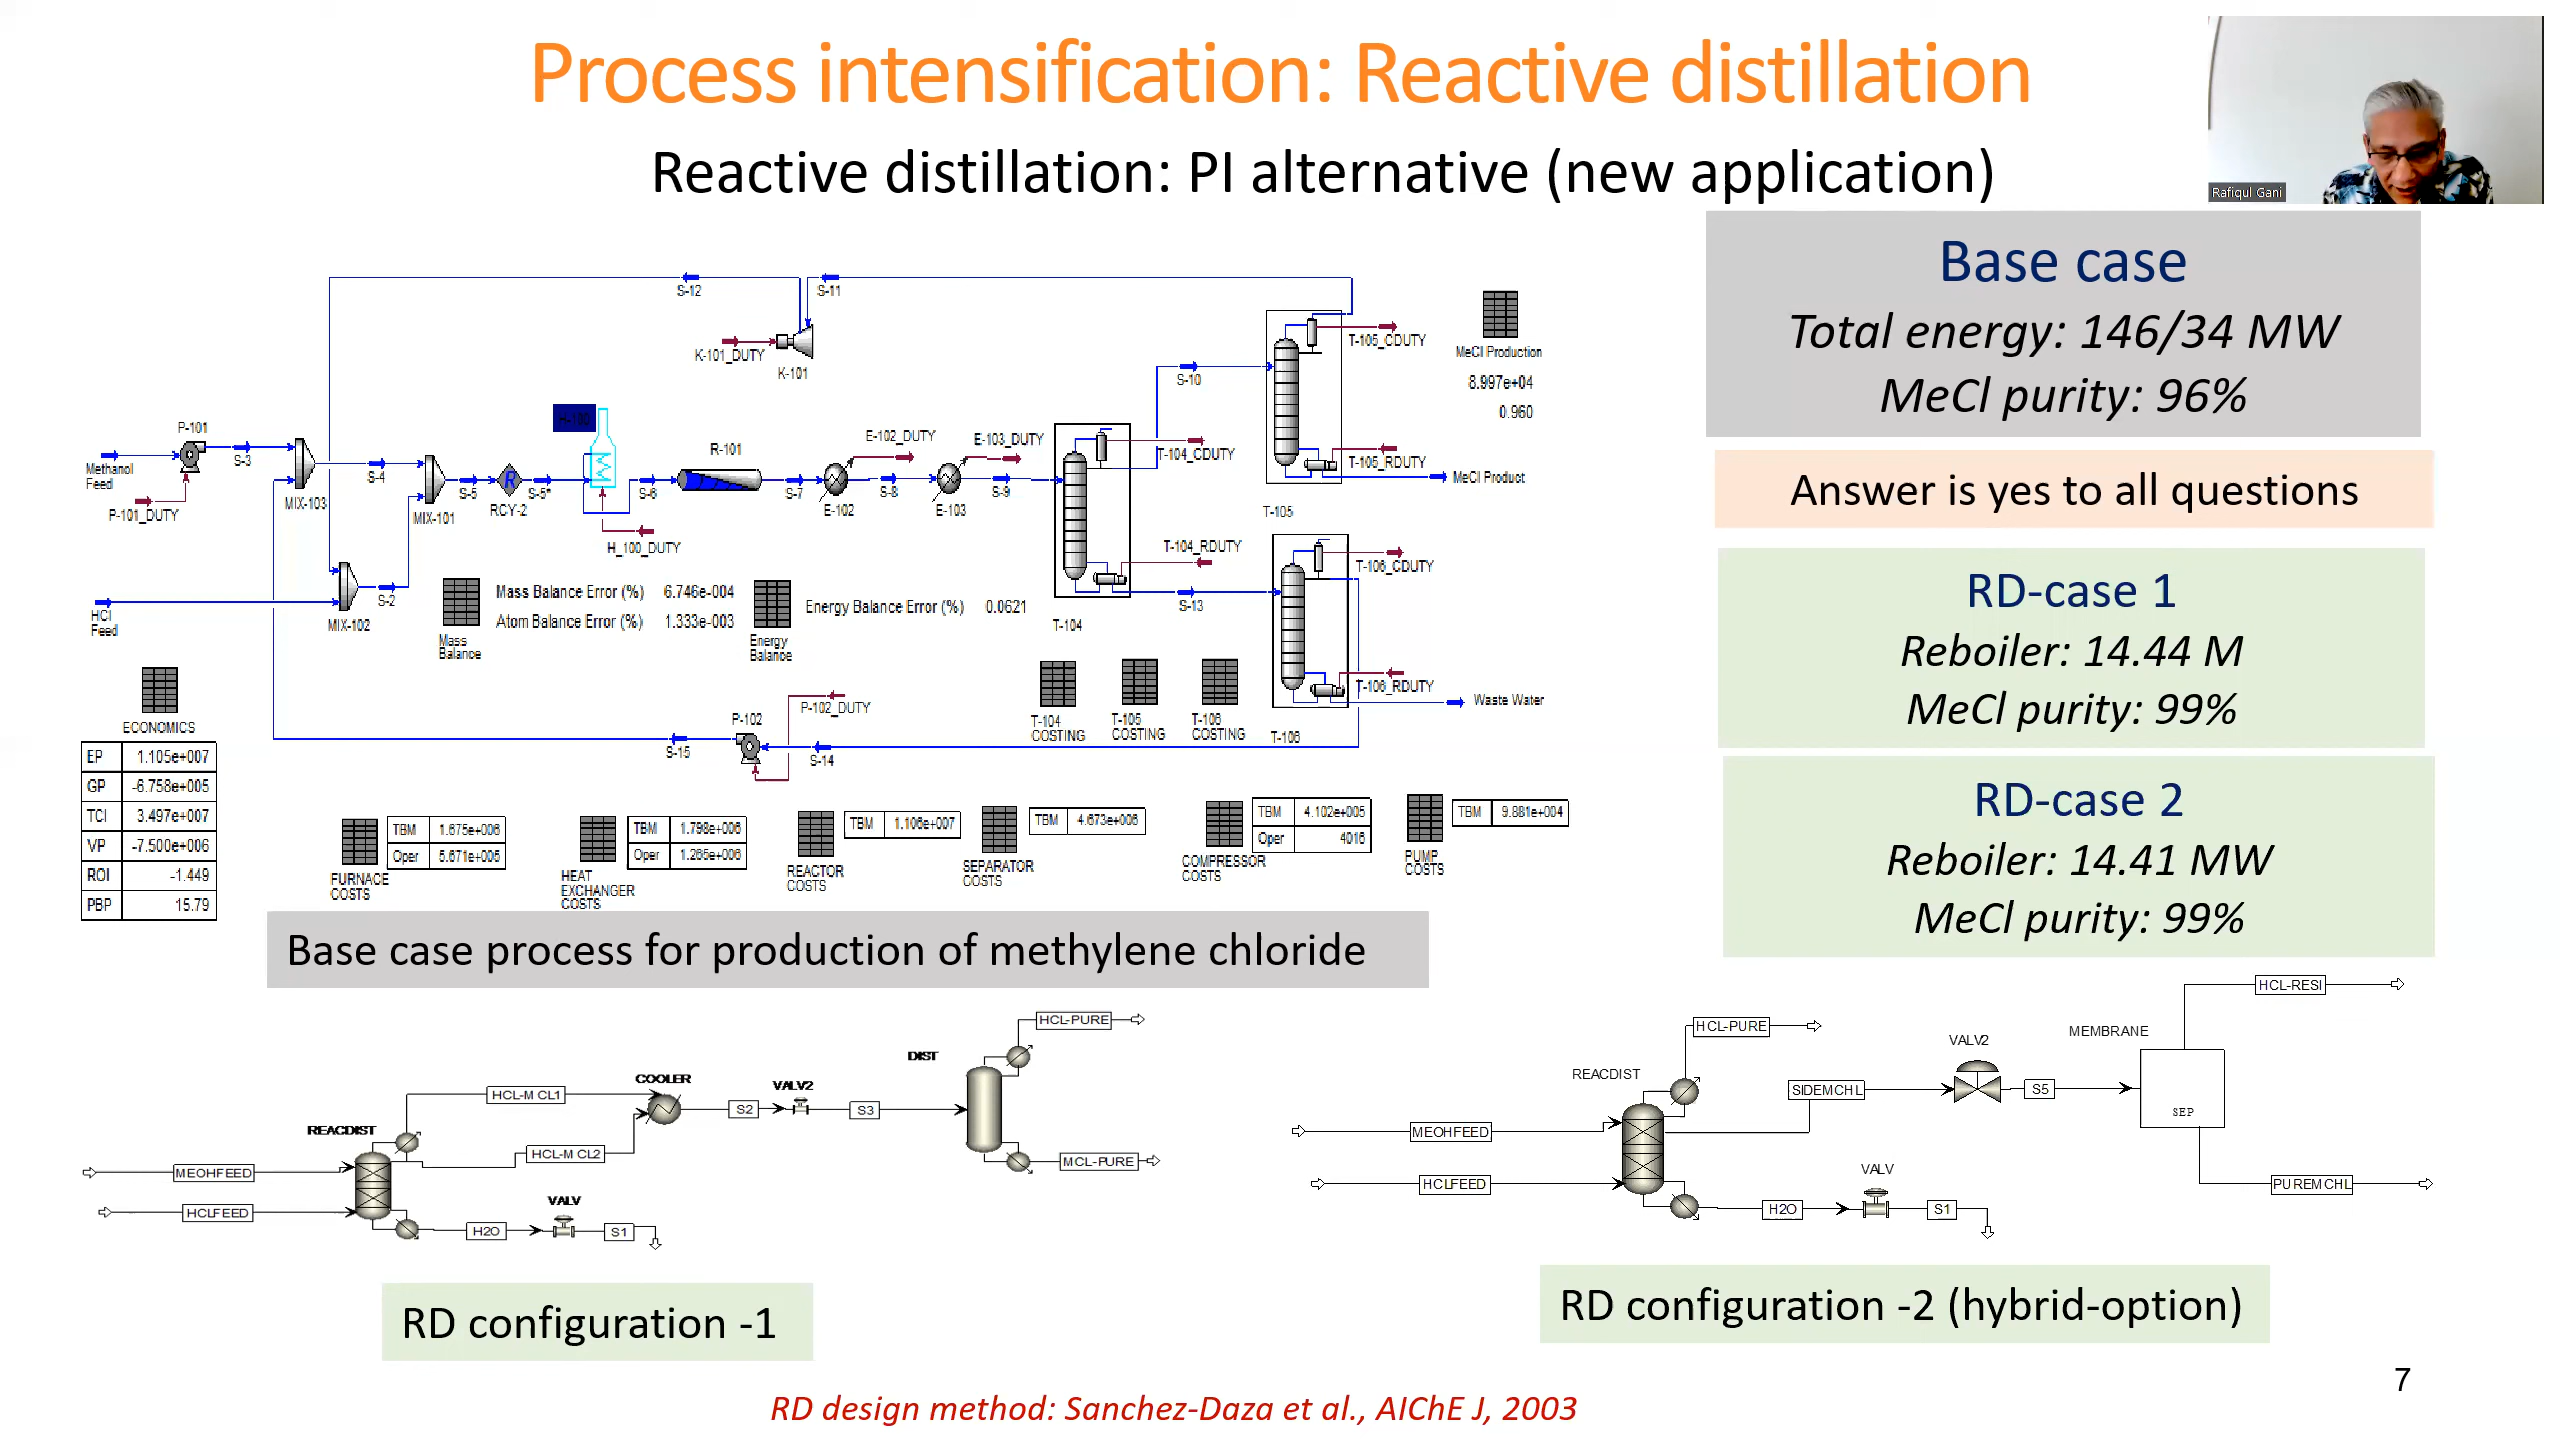 Process intensification: Reactive distillation
Reactive distillation: PI alternative (new application)
Rafiqul Gani
Base case
Total energy: 146/34 MW
MeCl purity: 96%
Answer is yes to all questions
RD-case 1
Reboiler: 14.44 M
MeCl purity: 99%
RD-case 2
Reboiler: 14.41 MW
MeCl purity: 99%
S-12
S-11
K-101_DUTY
K-101
T-105_CDUTY
MeCl Production
8.997e+04
0.960
S-10
P-101
S-3
Methanol
Feed
P-101_DUTY
MIX-103
S-4
MIX-101
S-5
RCY-2
S-5*
H-100
H_100_DUTY
S-6
R-101
S-7
E-102_DUTY
E-102
S-8
E-103_DUTY
E-103
S-9
T-104_CDUTY
T-105_RDUTY
MeCl Product
T-105
T-104_RDUTY
T-106_CDUTY
S-13
T-104
HCl
Feed
MIX-102
S-2
Mass
Balance
Mass Balance Error (%) 6.746e-004
Atom Balance Error (%) 1.333e-003
Energy
Balance
Energy Balance Error (%) 0.0621
T-106_RDUTY
Waste Water
T-106
T-104
COSTING
T-105
COSTING
T-106
COSTING
P-102
P-102_DUTY
S-15
S-14
ECONOMICS
EP 1.105e+007
GP -6.758e+005
TCI 3.497e+007
VP -7.500e+006
ROI -1.449
PBP 15.79
TBM 1.675e+006
Oper 5.671e+005
FURNACE
COSTS
TBM 1.798e+006
Oper 1.265e+006
HEAT
EXCHANGER
COSTS
TBM 1.106e+007
REACTOR
COSTS
TBM 4.673e+006
SEPARATOR
COSTS
TBM 4.102e+005
Oper 4016
COMPRESSOR
COSTS
TBM 9.881e+004
PUMP
COSTS
Base case process for production of methylene chloride
REACDIST
MEOHFEED
HCLFEED
HCL-M CL1
HCL-M CL2
COOLER
S2
VALV2
S3
DIST
HCL-PURE
MCL-PURE
VALV
H2O
S1
RD configuration -1
REACDIST
HCL-PURE
MEOHFEED
HCLFEED
SIDEMCHL
VALV2
S5
MEMBRANE
SEP
HCL-RESI
PUREMCHL
VALV
H2O
S1
RD configuration -2 (hybrid-option)
7
RD design method: Sanchez-Daza et al., AIChE J, 2003